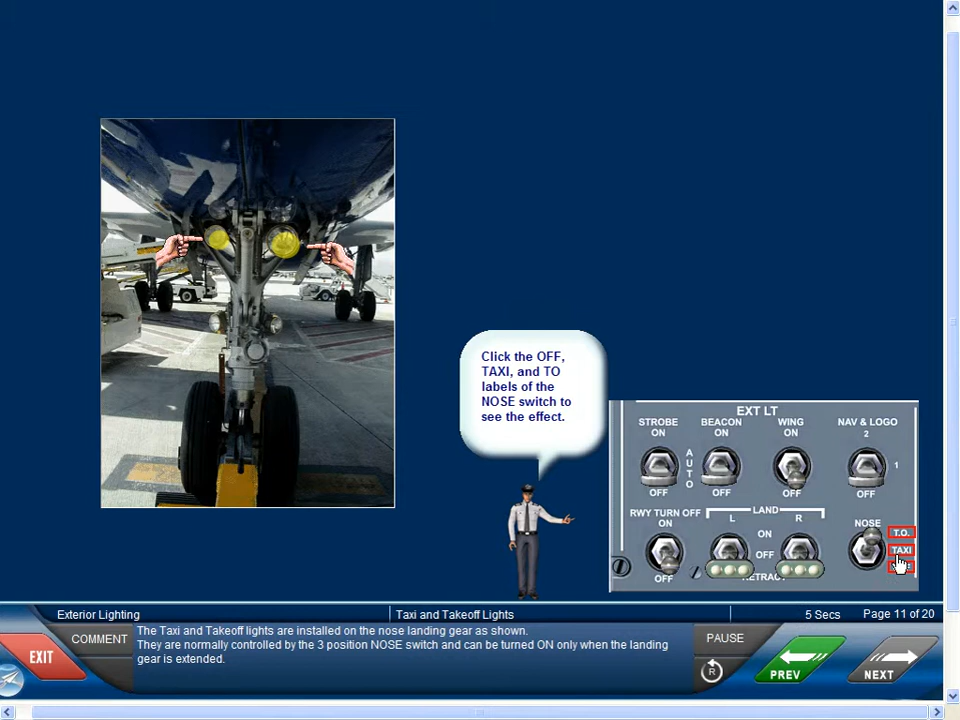 Click the OFF,
TAXI, and TO
labels of the
NOSE switch to
see the effect.
EXT LT
STROBE
ON
BEACON
ON
WING
ON
NAV & LOGO
2
AUTO
1
OFF
OFF
OFF
OFF
RWY TURN OFF
ON
LAND
L
R
ON
OFF
RETRACT
OFF
NOSE
T.O.
TAXI
Exterior Lighting
Taxi and Takeoff Lights
5 Secs
Page 11 of 20
EXIT
COMMENT
The Taxi and Takeoff lights are installed on the nose landing gear as shown.
They are normally controlled by the 3 position NOSE switch and can be turned ON only when the landing
gear is extended.
PAUSE
R
PREV
NEXT